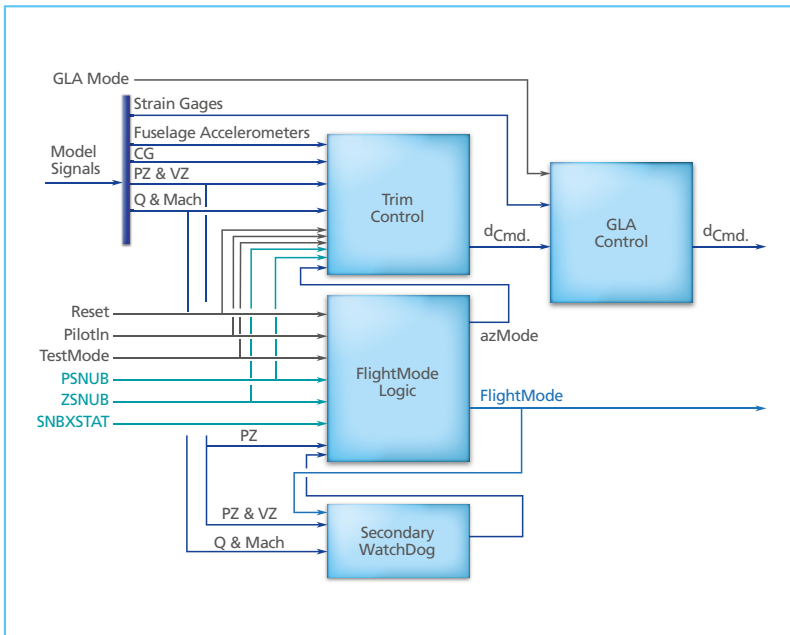 GLA Mode
Strain Gages
Fuselage Accelerometers
CG
Model
Signals
PZ & VZ
Q & Mach
Trim
Control
GLA
Control
dCmd.
dCmd.
Reset
PilotIn
TestMode
PSNUB
ZSNUB
SNBXSTAT
FlightMode
Logic
azMode
FlightMode
PZ
PZ & VZ
Q & Mach
Secondary
WatchDog